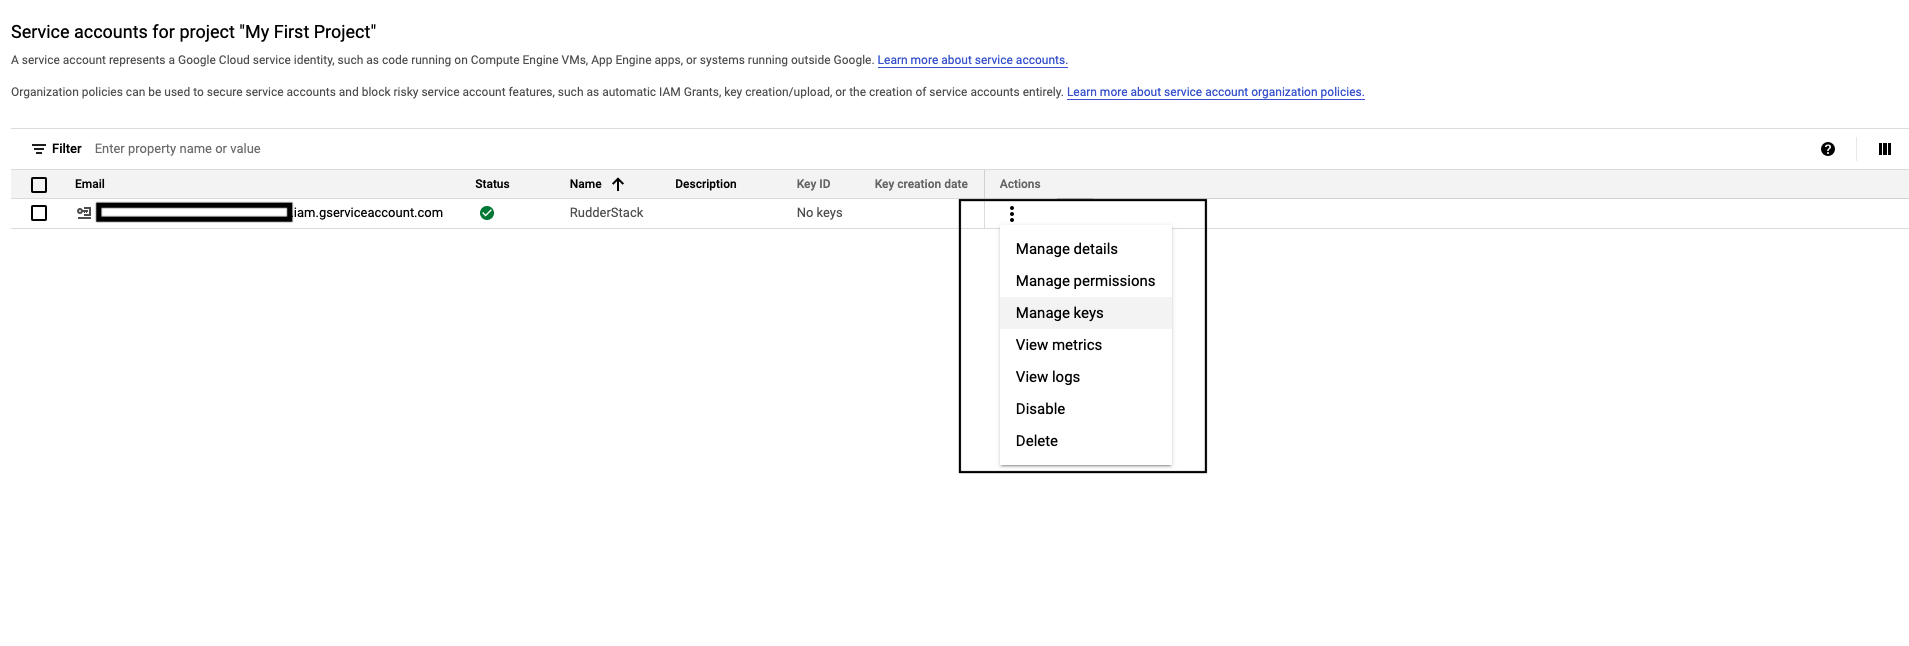 Service accounts for project "My First Project"
A service account represents a Google Cloud service identity, such as code running on Compute Engine VMs, App Engine apps, or systems running outside Google. Learn more about service accounts.
Organization policies can be used to secure service accounts and block risky service account features, such as automatic IAM Grants, key creation/upload, or the creation of service accounts entirely. Learn more about service account organization policies.
Filter Enter property name or value
Email Status Name Description Key ID Key creation date Actions
.iam.gserviceaccount.com RudderStack No keys
Manage details
Manage permissions
Manage keys
View metrics
View logs
Disable
Delete